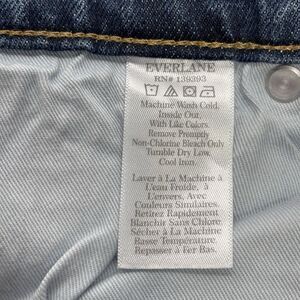 EVERLANE
RN# 139393
Machine Wash Cold,
Inside Out,
With Like Colors.
Remove Promptly
Non-Chlorine Bleach Only
Tumble Dry Low,
Cool Iron.
Laver à La Machine à
L'eau Froide, à
L'envers, Avec
Couleurs Similaires.
Retirez Rapidement
Blanchir Sans Chlore
Sécher à La Machine
Basse Température.
Repasser à Fer Bas.